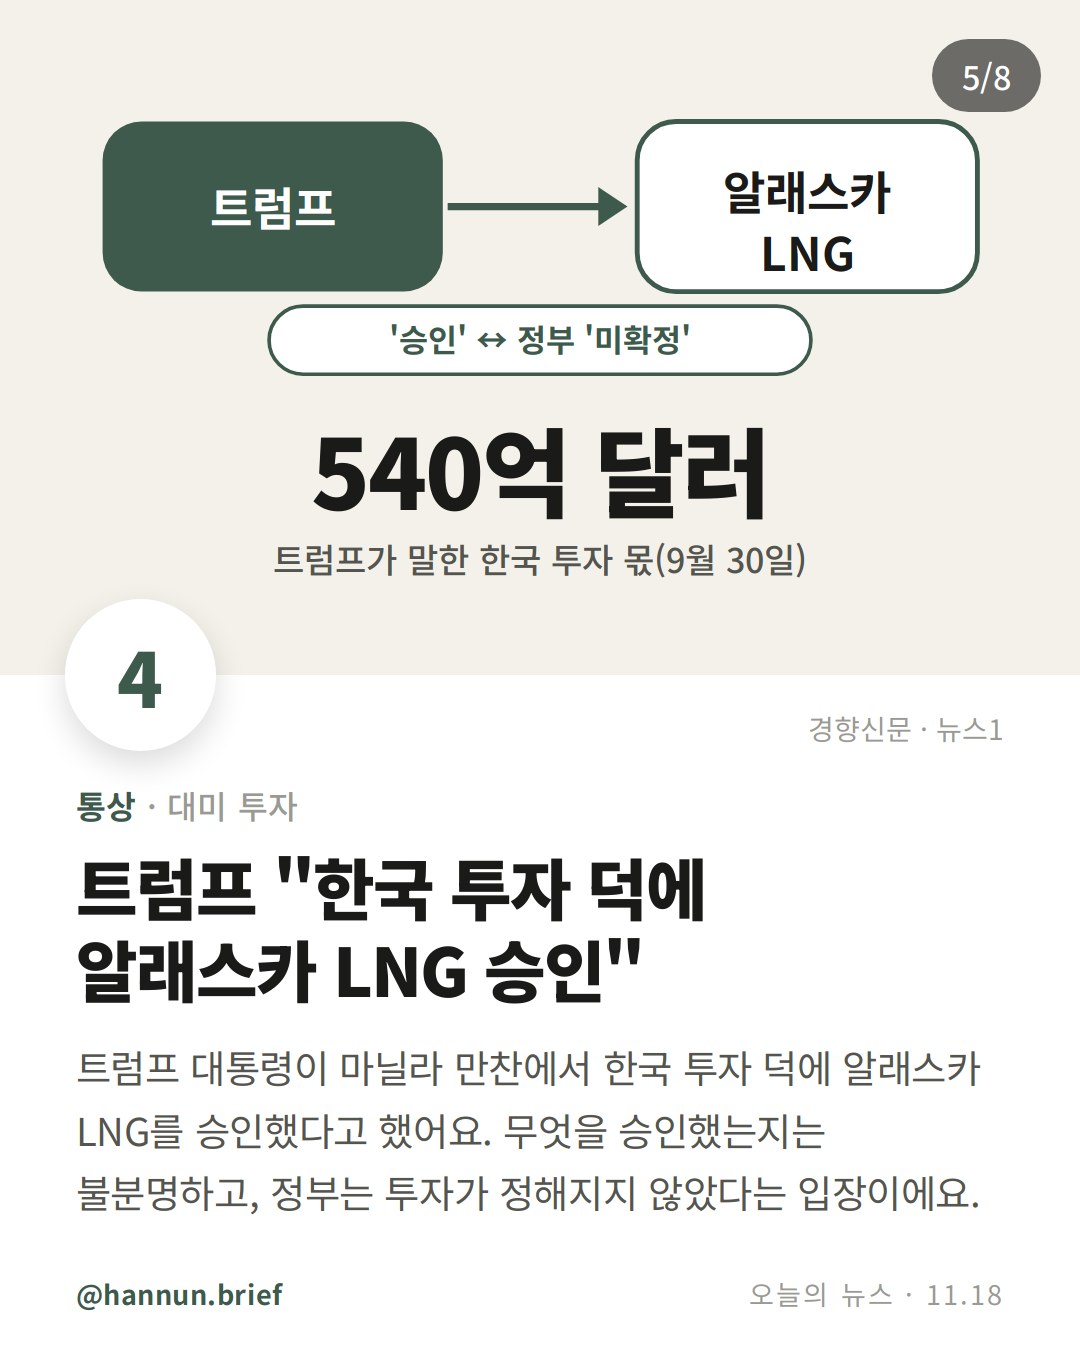 5/8
트럼프
알래스카
LNG
'승인' ↔ 정부 '미확정'
540억 달러
트럼프가 말한 한국 투자 몫(9월 30일)
4
경향신문 · 뉴스1
통상 · 대미 투자
트럼프 "한국 투자 덕에
알래스카 LNG 승인"
트럼프 대통령이 마닐라 만찬에서 한국 투자 덕에 알래스카
LNG를 승인했다고 했어요. 무엇을 승인했는지는
불분명하고, 정부는 투자가 정해지지 않았다는 입장이에요.
@hannun.brief
오늘의 뉴스 · 11.18